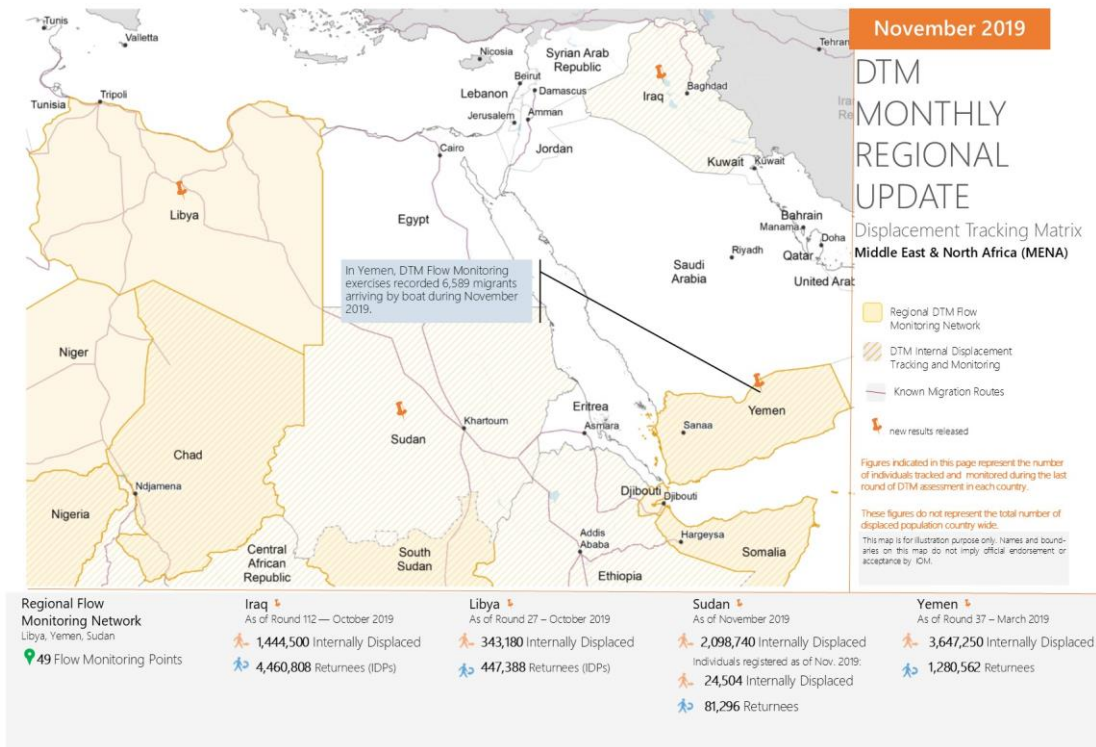 November 2019
DTM
MONTHLY
REGIONAL
UPDATE
Displacement Tracking Matrix
Middle East & North Africa (MENA)
Regional DTM Flow
Monitoring Network
DTM Internal Displacement
Tracking and Monitoring
Known Migration Routes
new results released
Figures indicated in this page represent the number
of individuals tracked and monitored during the last
round of DTM assessment in each country.
These figures do not represent the total number of
displaced population country wide.
This map is for illustration purpose only. Names and bound-
aries on this map do not imply official endorsement or
acceptance by IOM.
Tunis
Valletta
Nicosia
Syrian Arab
Republic
Tehran
Beirut
Lebanon
Damascus
Iraq
Baghdad
Ira
Re
Tunisia
Tripoli
Jerusalem
Amman
Jordan
Cairo
Kuwait
Kuwait
Libya
Egypt
Bahrain
Manama
Doha
Qatar
Riyadh
Saudi
Arabia
United Arat
In Yemen, DTM Flow Monitoring
exercises recorded 6,589 migrants
arriving by boat during November
2019.
Niger
Chad
Sudan
Khartoum
Eritrea
Asmara
Yemen
Sanaa
Ndjamena
Nigeria
Djibouti
Djibouti
Central
African
Republic
South
Sudan
Addis
Ababa
Ethiopia
Hargeysa
Somalia
Regional Flow
Monitoring Network
Libya, Yemen, Sudan
49 Flow Monitoring Points
Iraq
As of Round 112 — October 2019
1,444,500 Internally Displaced
4,460,808 Returnees (IDPs)
Libya
As of Round 27 – October 2019
343,180 Internally Displaced
447,388 Returnees (IDPs)
Sudan
As of November 2019
2,098,740 Internally Displaced
Individuals registered as of Nov. 2019:
24,504 Internally Displaced
81,296 Returnees
Yemen
As of Round 37 – March 2019
3,647,250 Internally Displaced
1,280,562 Returnees